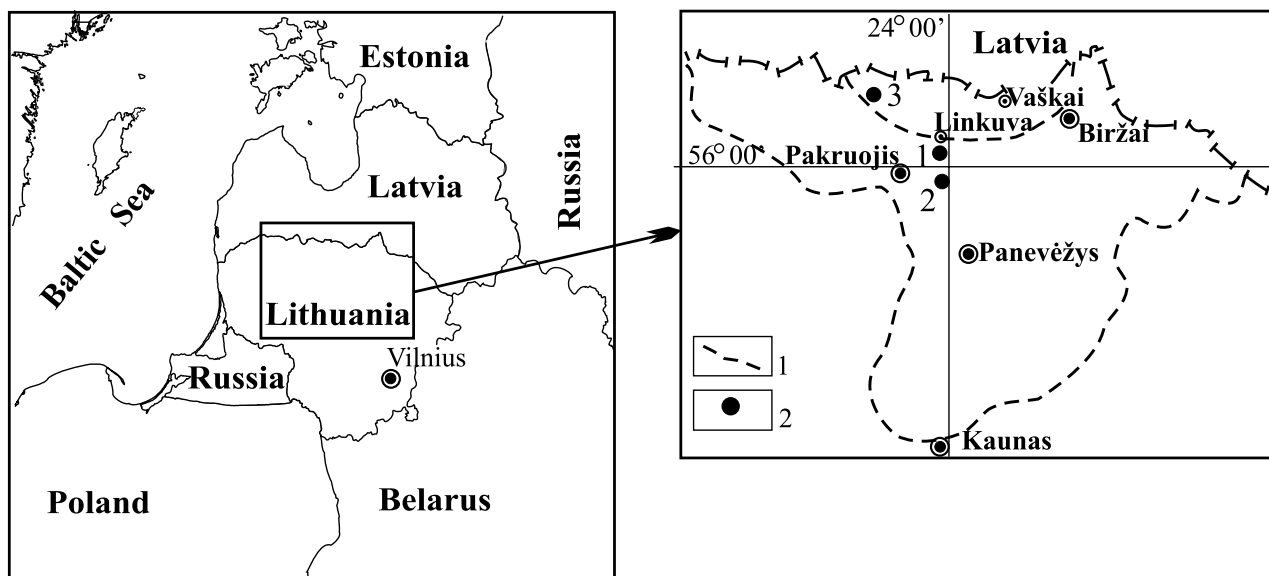 Estonia
Latvia
Russia
Baltic Sea
Lithuania
Vilnius
Russia
Poland
Belarus
24°00’
Latvia
3
Vaškai
Linkuva
Biržai
1
56°00’
Pakruojis
2
Panevėžys
1
2
Kaunas